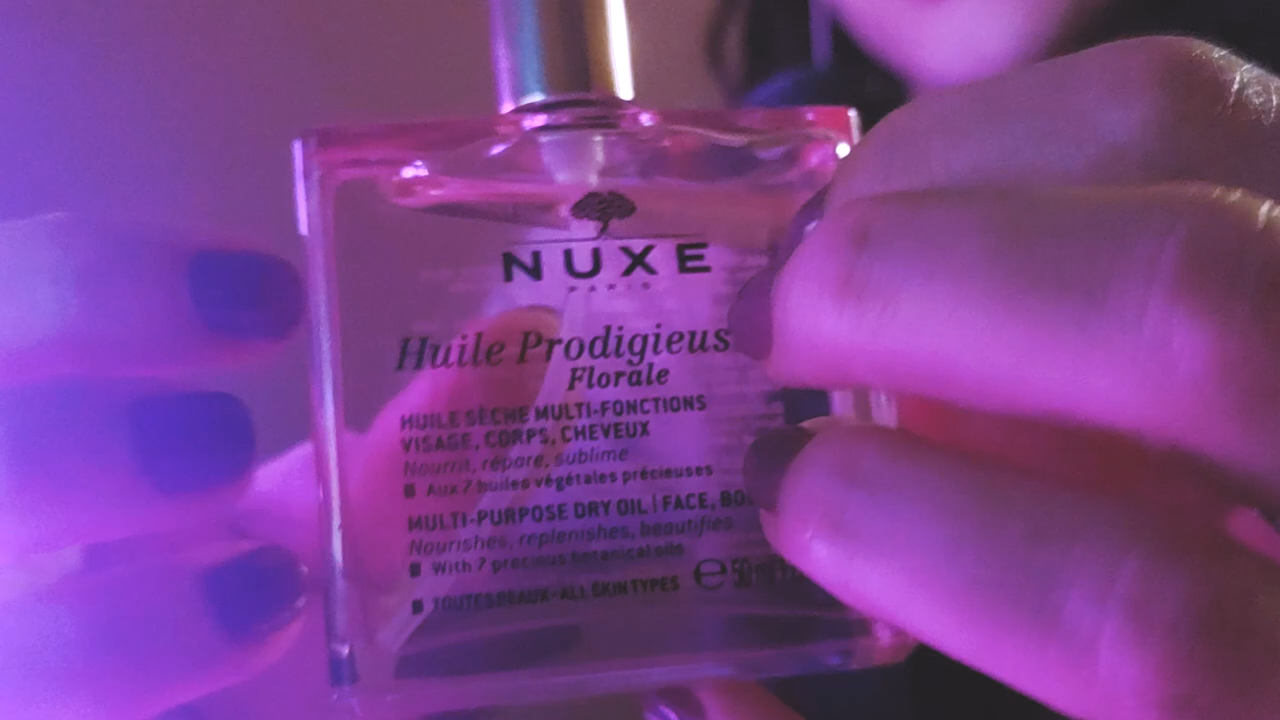 NUXE
PARIS
Huile Prodigieus
Florale
HUILE SÈCHE MULTI-FONCTIONS
VISAGE, CORPS, CHEVEUX
Nourrit, répare, sublime
Aux 7 huiles végétales précieuses
MULTI-PURPOSE DRY OIL | FACE, BO
Nourishes, replenishes, beautifies
With 7 precious botanical oils
TOUTES PEAUX-ALL SKIN TYPES ℮ 50